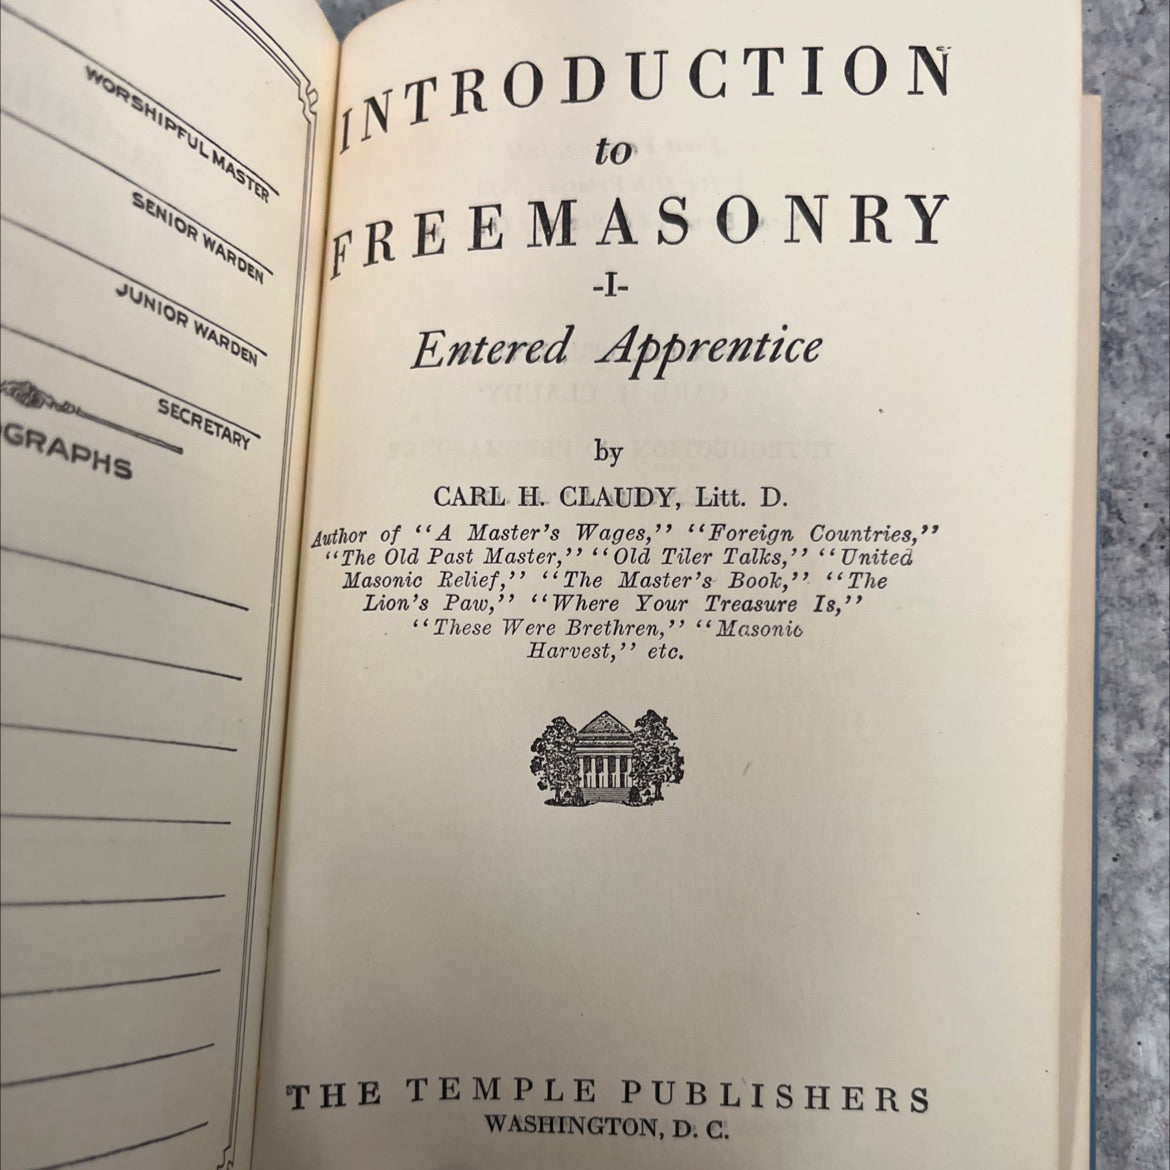 WORSHIPFUL MASTER
SENIOR WARDEN
JUNIOR WARDEN
SECRETARY
OGRAPHS
INTRODUCTION
to
FREEMASONRY
-I-
Entered Apprentice
by
CARL H. CLAUDY, Litt. D.
Author of "A Master's Wages," "Foreign Countries,"
"The Old Past Master," "Old Tiler Talks," "United
Masonic Relief," "The Master's Book," "The
Lion's Paw," "Where Your Treasure Is,"
"These Were Brethren," "Masonic
Harvest," etc.
THE TEMPLE PUBLISHERS
WASHINGTON, D. C.